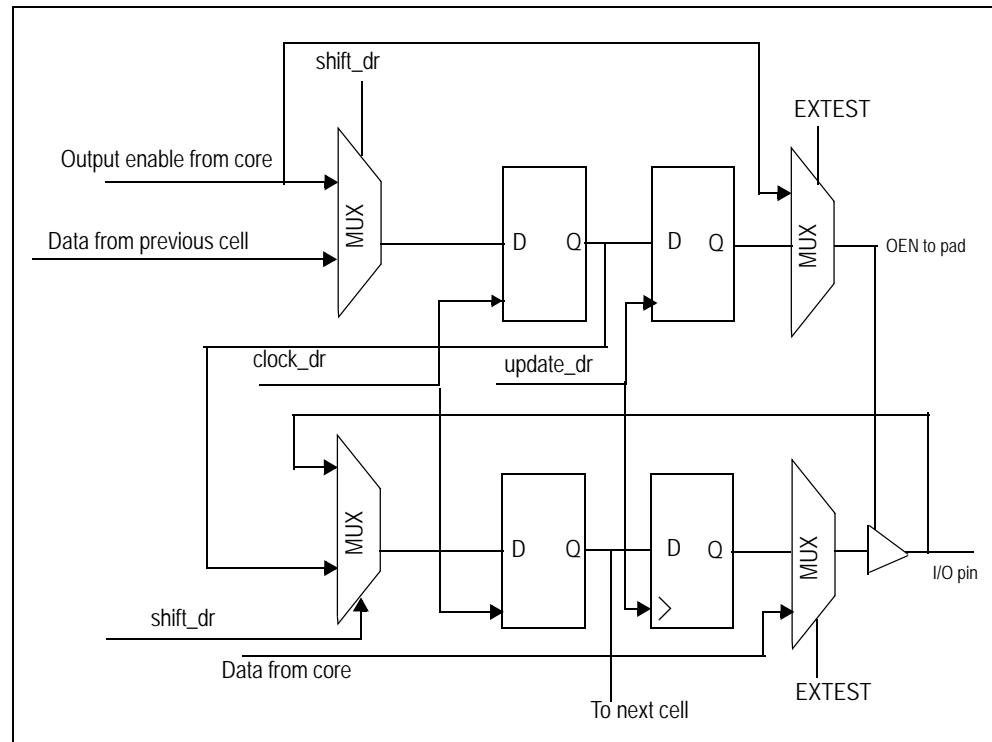 shift_dr
EXTEST
Output enable from core
MUX
MUX
Data from previous cell
D Q
D Q
OEN to pad
clock_dr
update_dr
MUX
MUX
D Q
D Q
I/O pin
shift_dr
Data from core
EXTEST
To next cell